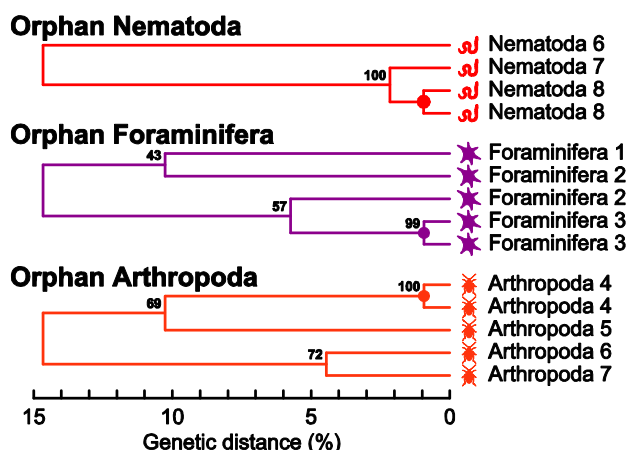 Orphan Nematoda
Nematoda 6
100
Nematoda 7
Nematoda 8
Nematoda 8
Orphan Foraminifera
43
Foraminifera 1
Foraminifera 2
57
Foraminifera 2
99
Foraminifera 3
Foraminifera 3
Orphan Arthropoda
100
Arthropoda 4
69
Arthropoda 4
Arthropoda 5
72
Arthropoda 6
Arthropoda 7
15 10 5 0
Genetic distance (%)